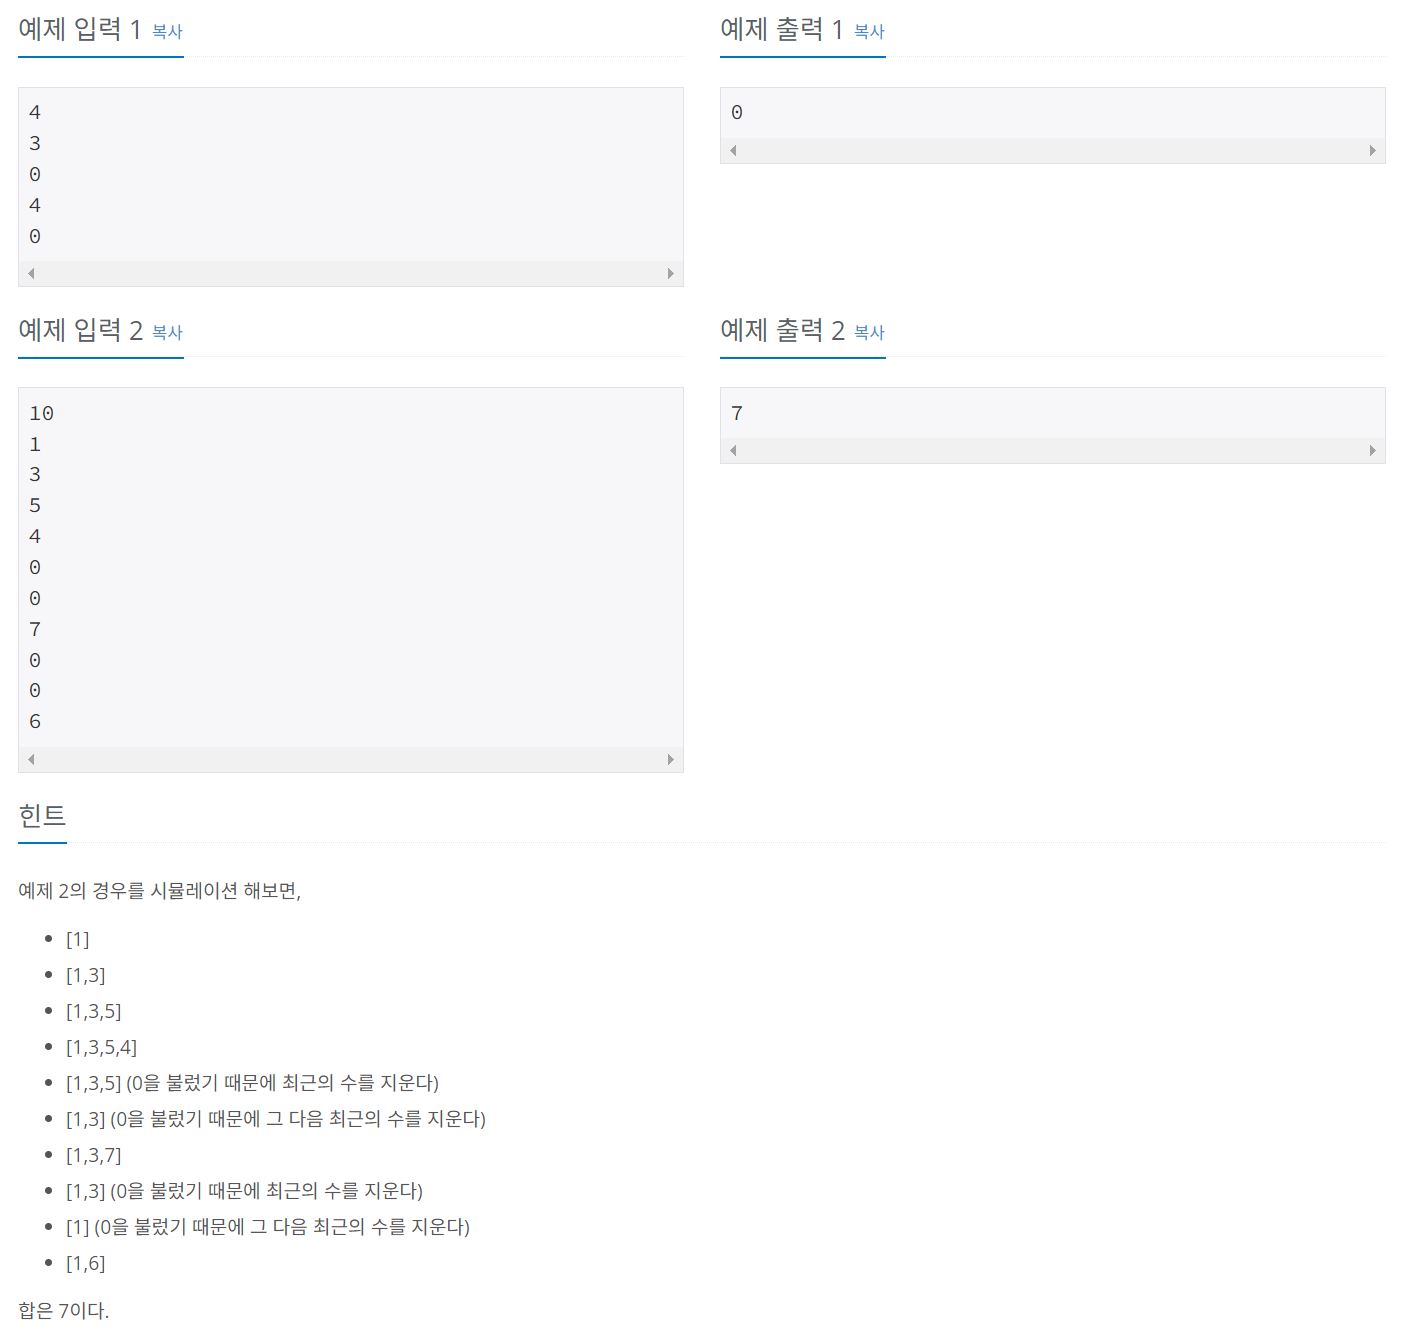 예제 입력 1 복사
4
3
0
4
0
예제 출력 1 복사
0
예제 입력 2 복사
10
1
3
5
4
0
0
7
0
0
6
예제 출력 2 복사
7
힌트
예제 2의 경우를 시뮬레이션 해보면,
[1]
[1,3]
[1,3,5]
[1,3,5,4]
[1,3,5] (0을 불렀기 때문에 최근의 수를 지운다)
[1,3] (0을 불렀기 때문에 그 다음 최근의 수를 지운다)
[1,3,7]
[1,3] (0을 불렀기 때문에 최근의 수를 지운다)
[1] (0을 불렀기 때문에 그 다음 최근의 수를 지운다)
[1,6]
합은 7이다.